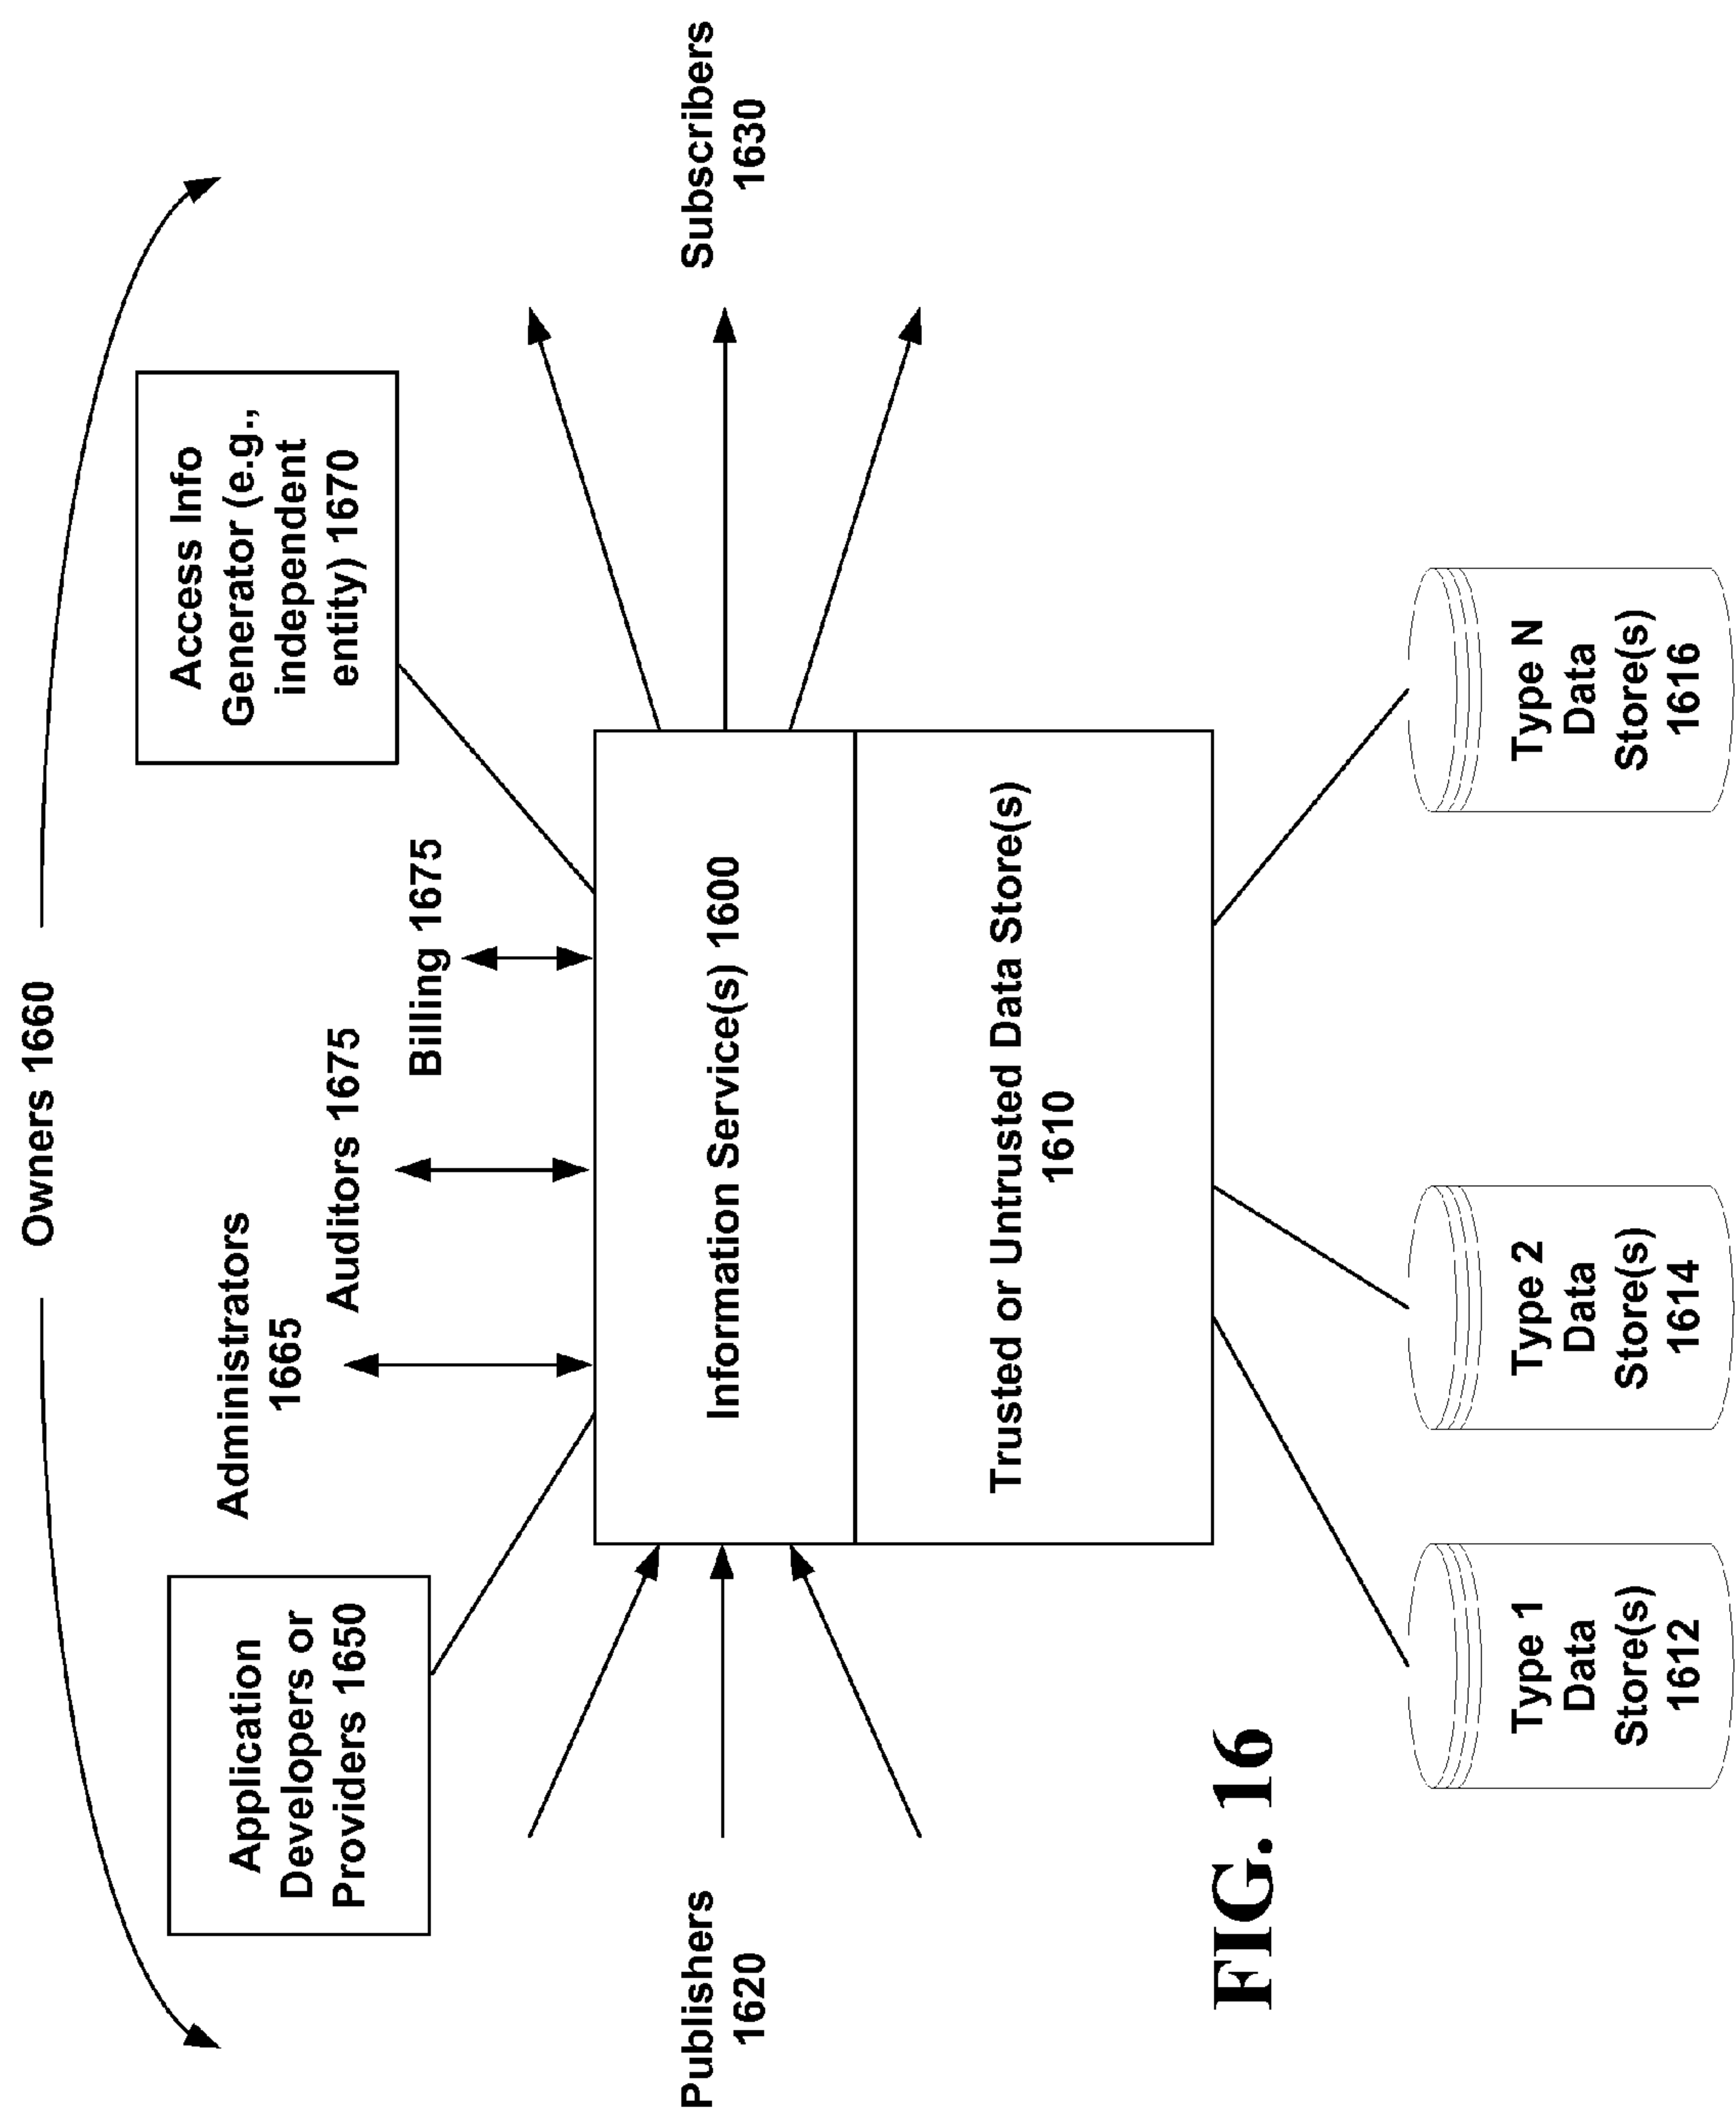 Owners 1660
Administrators
1665
Auditors 1675
Billing 1675
Application
Developers or
Providers 1650
Access Info
Generator (e.g.,
independent
entity) 1670
Publishers
1620
Information Service(s) 1600
Subscribers
1630
Trusted or Untrusted Data Store(s)
1610
FIG. 16
Type 1
Data
Store(s)
1612
Type 2
Data
Store(s)
1614
Type N
Data
Store(s)
1616